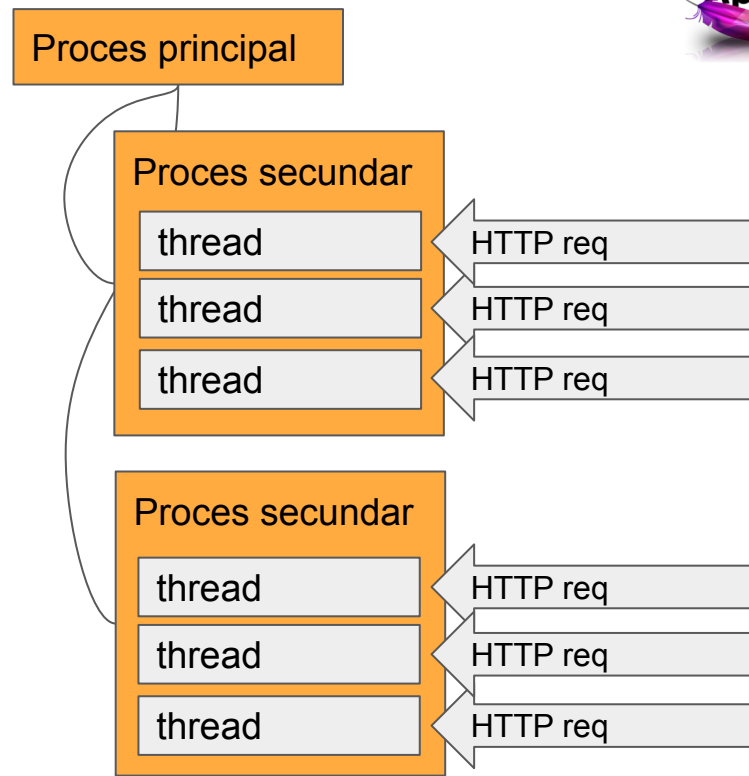 Proces principal
Proces secundar
thread
HTTP req
thread
HTTP req
thread
HTTP req
Proces secundar
thread
HTTP req
thread
HTTP req
thread
HTTP req